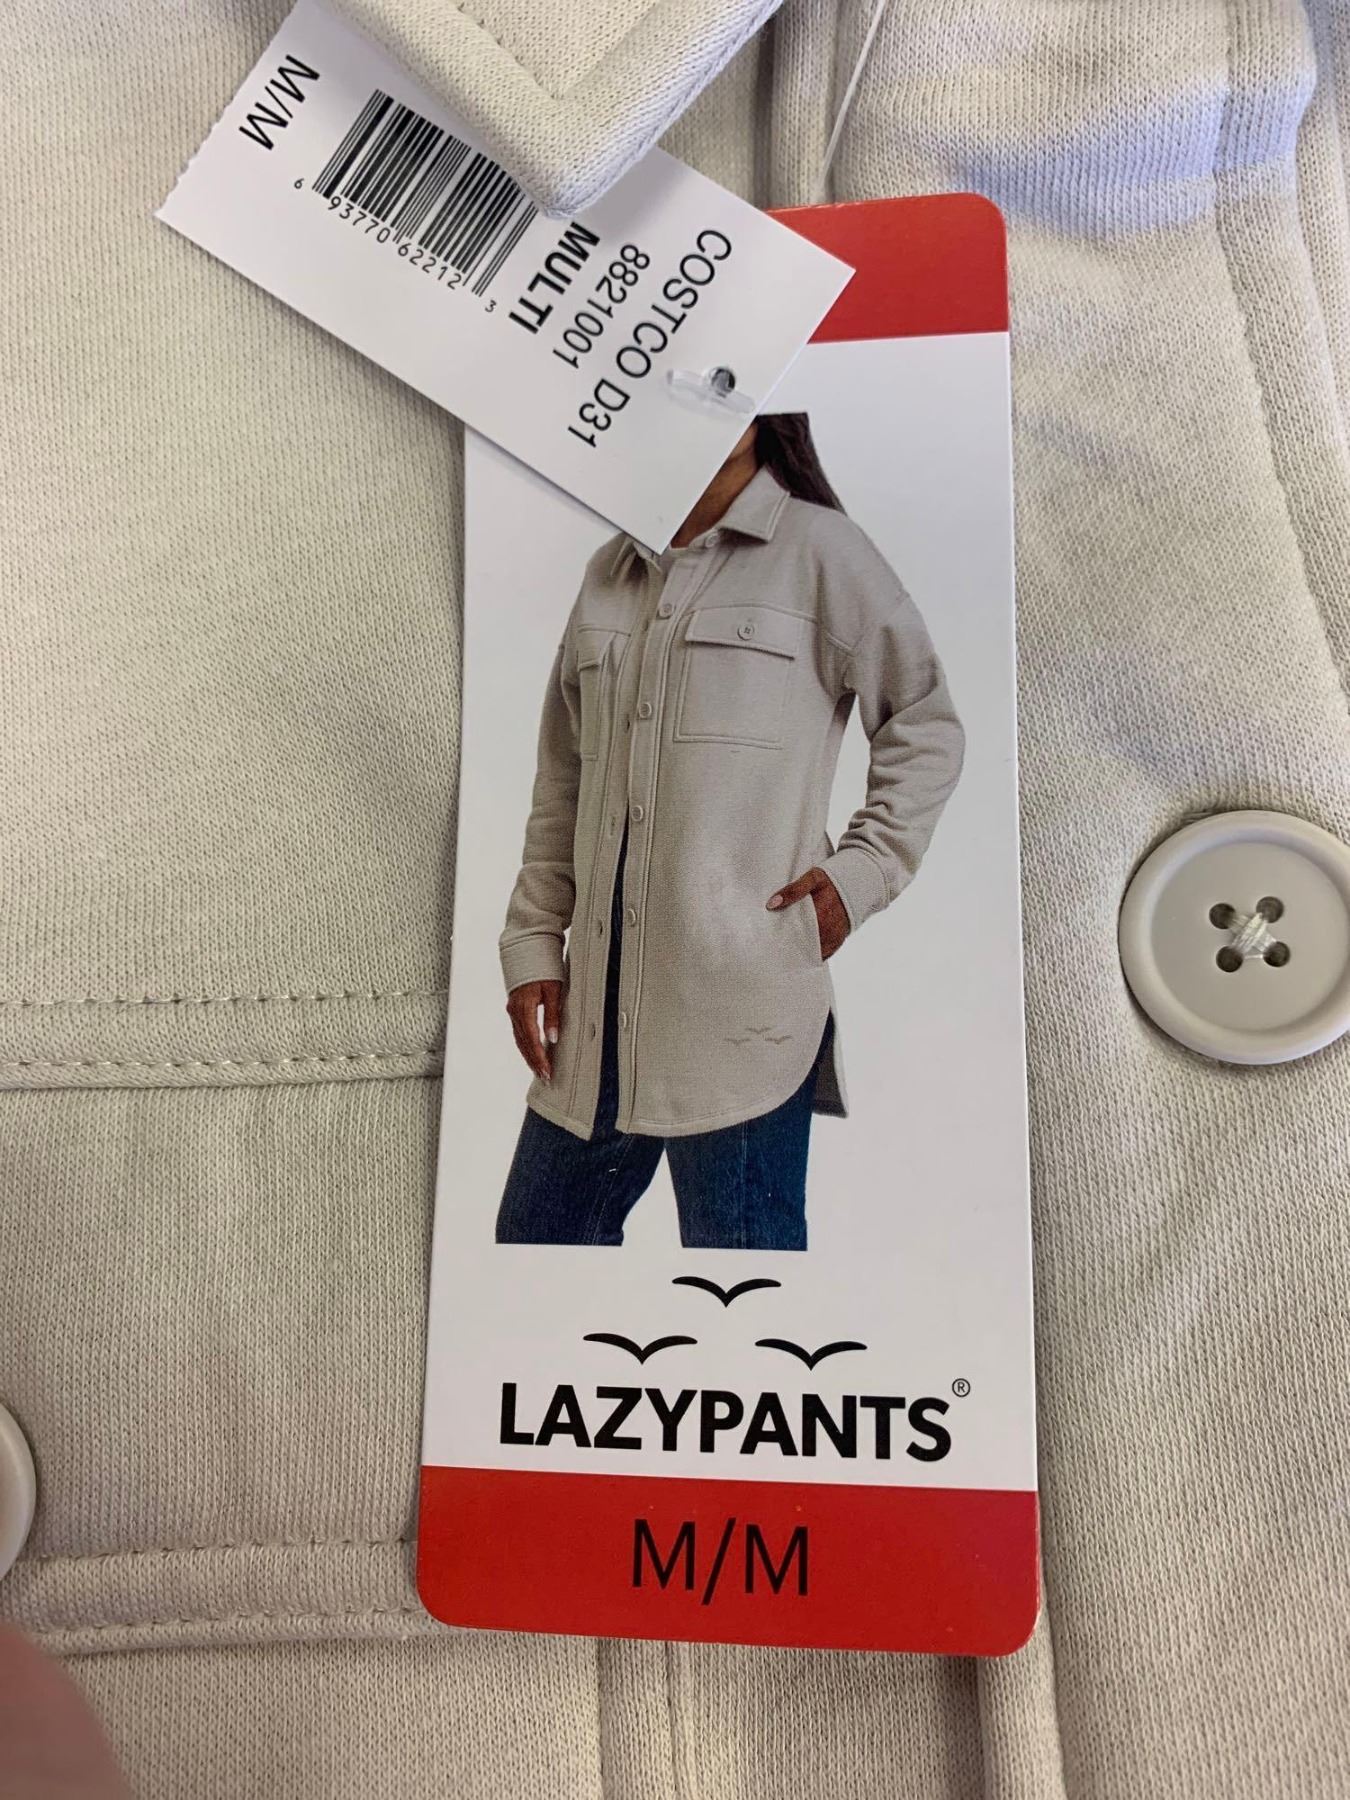 COSTCO D31
8821001
MULTI
6 93770 62212 3
M/M
LAZYPANTS®
M/M